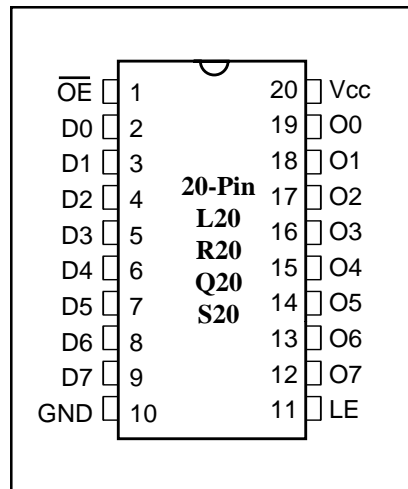 O̅E̅ 1 20 Vcc
D0 2 19 O0
D1 3 18 O1
D2 4 17 O2
D3 5 16 O3
D4 6 15 O4
D5 7 14 O5
D6 8 13 O6
D7 9 12 O7
GND 10 11 LE
20-Pin
L20
R20
Q20
S20